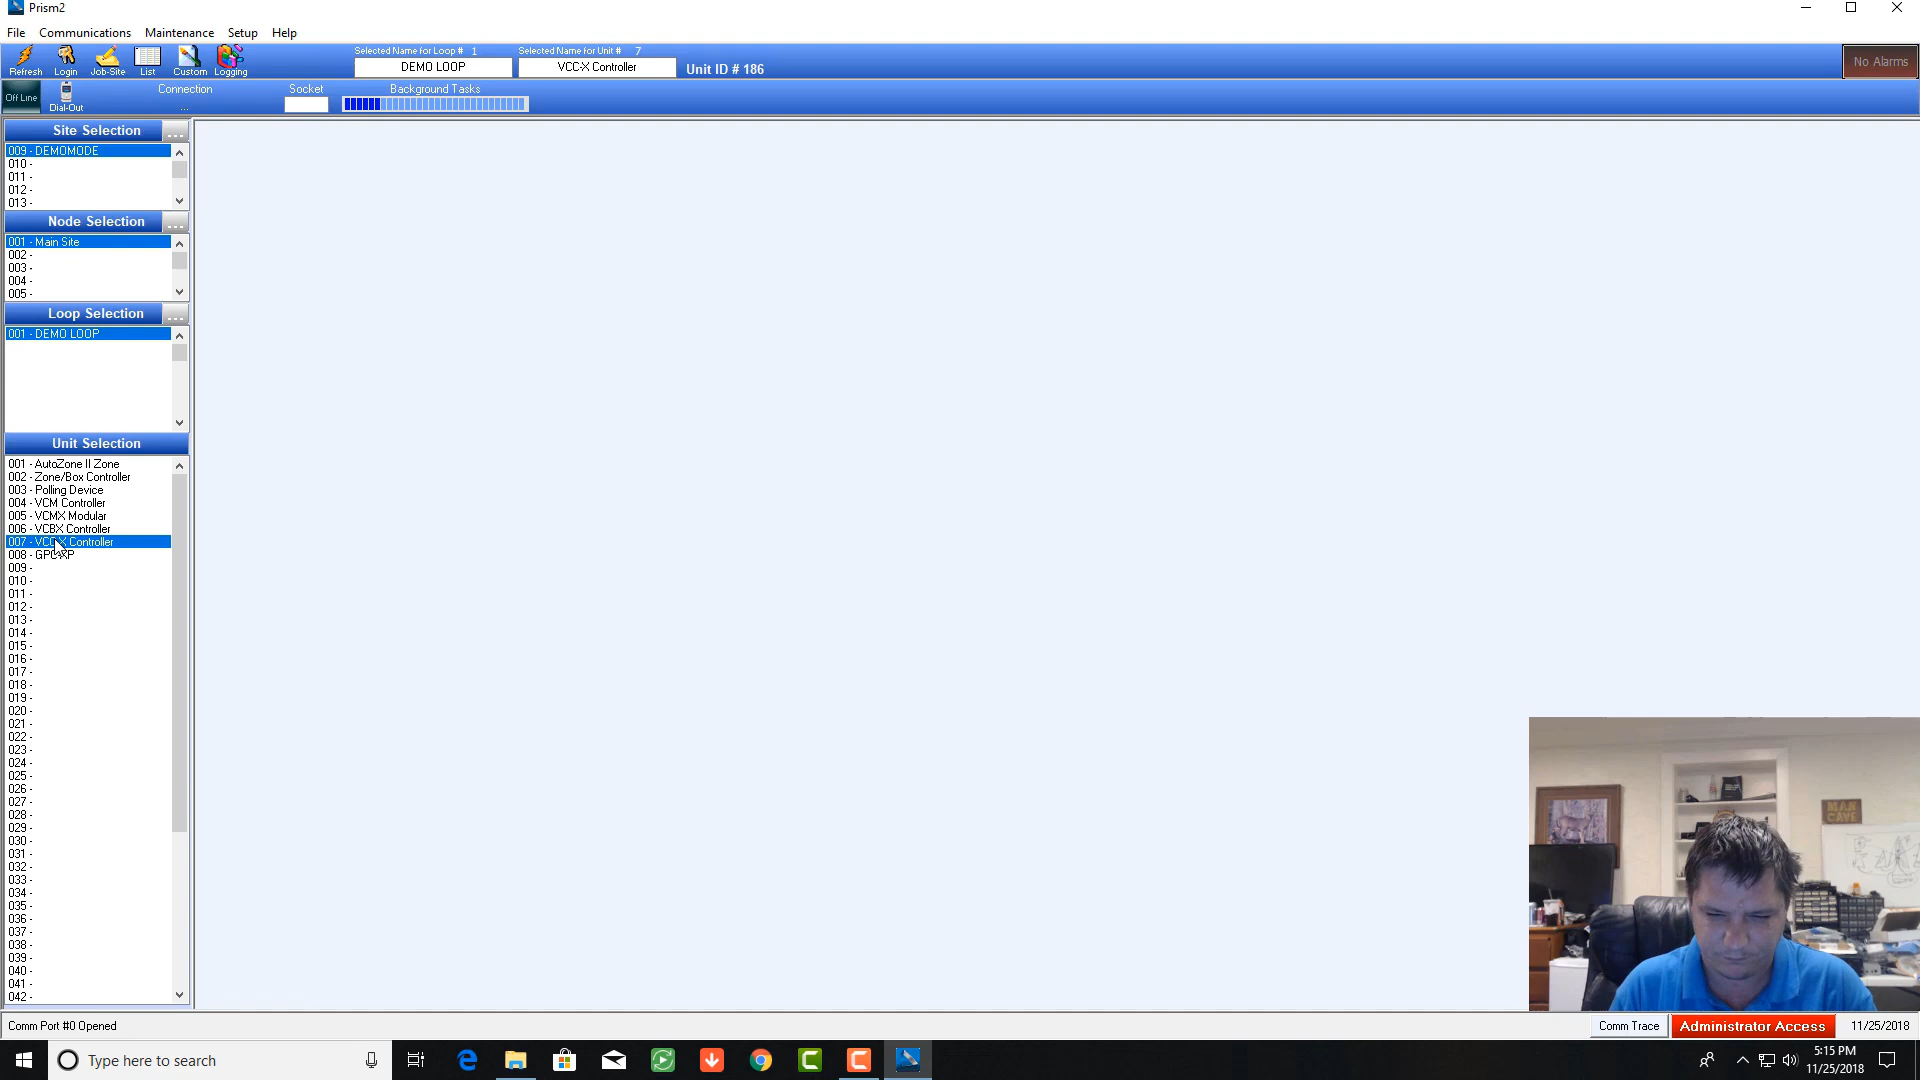 Prism2
File Communications Maintenance Setup Help
Refresh Login Job-Site List Custom Logging
Selected Name for Loop # 1 Selected Name for Unit # 7
DEMO LOOP VCC-X Controller Unit ID # 186
No Alarms
Off Line Dial-Out
Connection Socket Background Tasks
...
Site Selection ...
009 - DEMOMODE
010 -
011 -
012 -
013 -
Node Selection ...
001 - Main Site
002 -
003 -
004 -
005 -
Loop Selection ...
001 - DEMO LOOP
Unit Selection
001 - AutoZone II Zone
002 - Zone/Box Controller
003 - Polling Device
004 - VCM Controller
005 - VCMX Modular
006 - VCBX Controller
007 - VCC-X Controller
008 - GPC-XP
009 -
010 -
011 -
012 -
013 -
014 -
015 -
016 -
017 -
018 -
019 -
020 -
021 -
022 -
023 -
024 -
025 -
026 -
027 -
028 -
029 -
030 -
031 -
032 -
033 -
034 -
035 -
036 -
037 -
038 -
039 -
040 -
041 -
042 -
MAN
CAVE
Comm Port #0 Opened
Comm Trace Administrator Access 11/25/2018
Type here to search
5:15 PM
11/25/2018